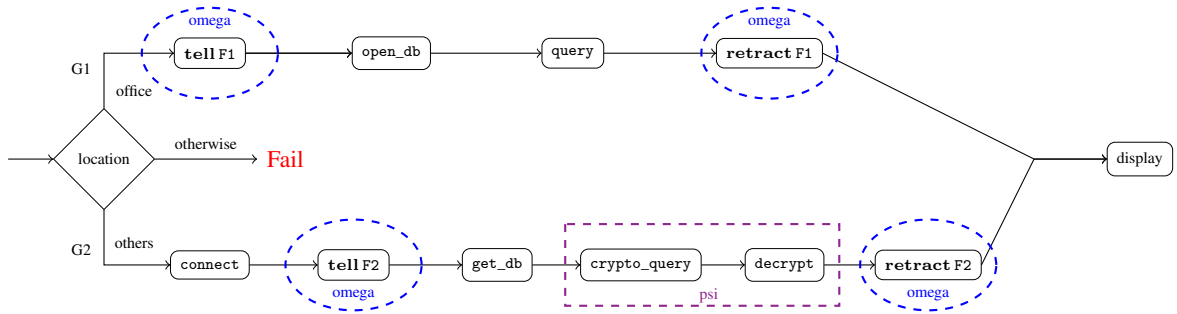 omega
tell F1
open_db
query
omega
retract F1
G1
office
location
otherwise
Fail
display
G2
others
connect
tell F2
omega
get_db
crypto_query
decrypt
psi
retract F2
omega